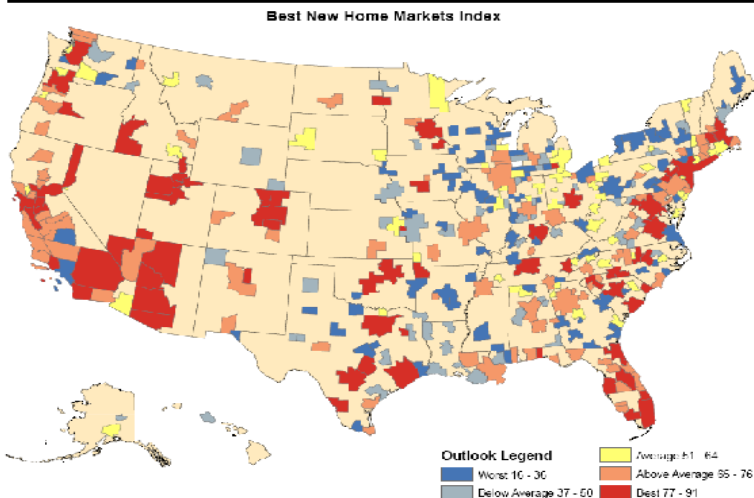 Best New Home Markets Index
Outlook Legend
Worst 16 - 36
Below Average 37 - 50
Average 51 - 64
Above Average 65 - 76
Best 77 - 91